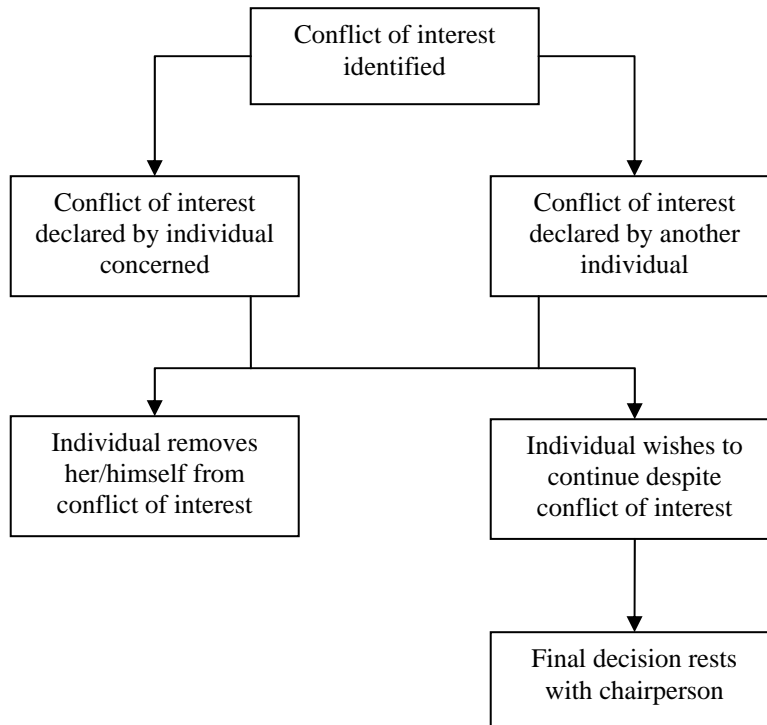 Conflict of interest
identified
Conflict of interest
declared by individual
concerned
Conflict of interest
declared by another
individual
Individual removes
her/himself from
conflict of interest
Individual wishes to
continue despite
conflict of interest
Final decision rests
with chairperson